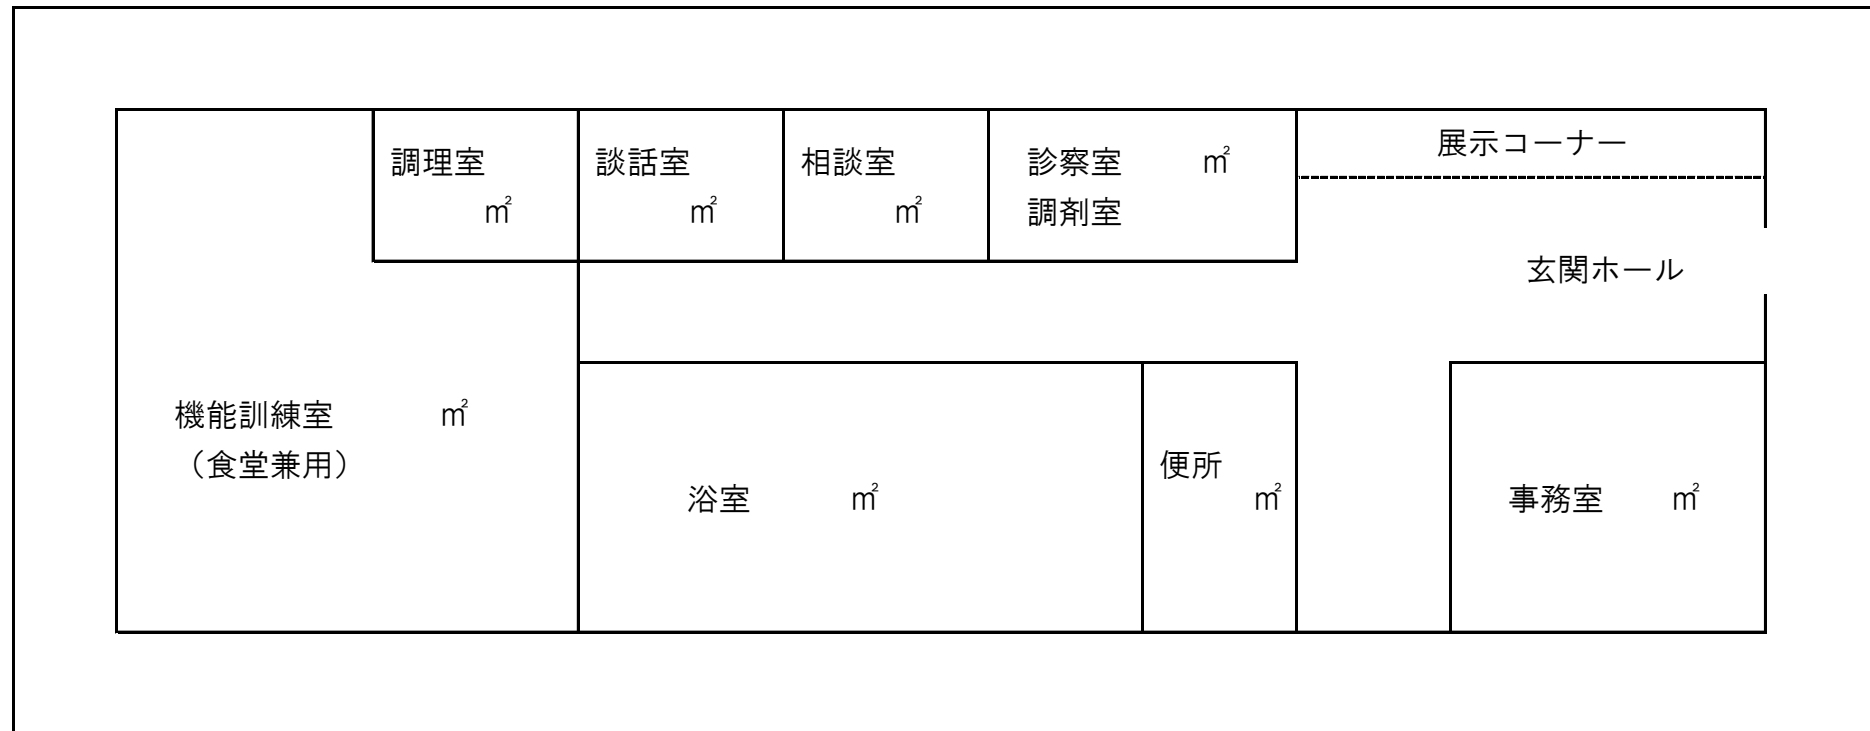 調理室
㎡
談話室
㎡
相談室
㎡
診察室 ㎡
調剤室
展示コーナー
玄関ホール
機能訓練室 ㎡
（食堂兼用）
浴室 ㎡
便所
㎡
事務室 ㎡